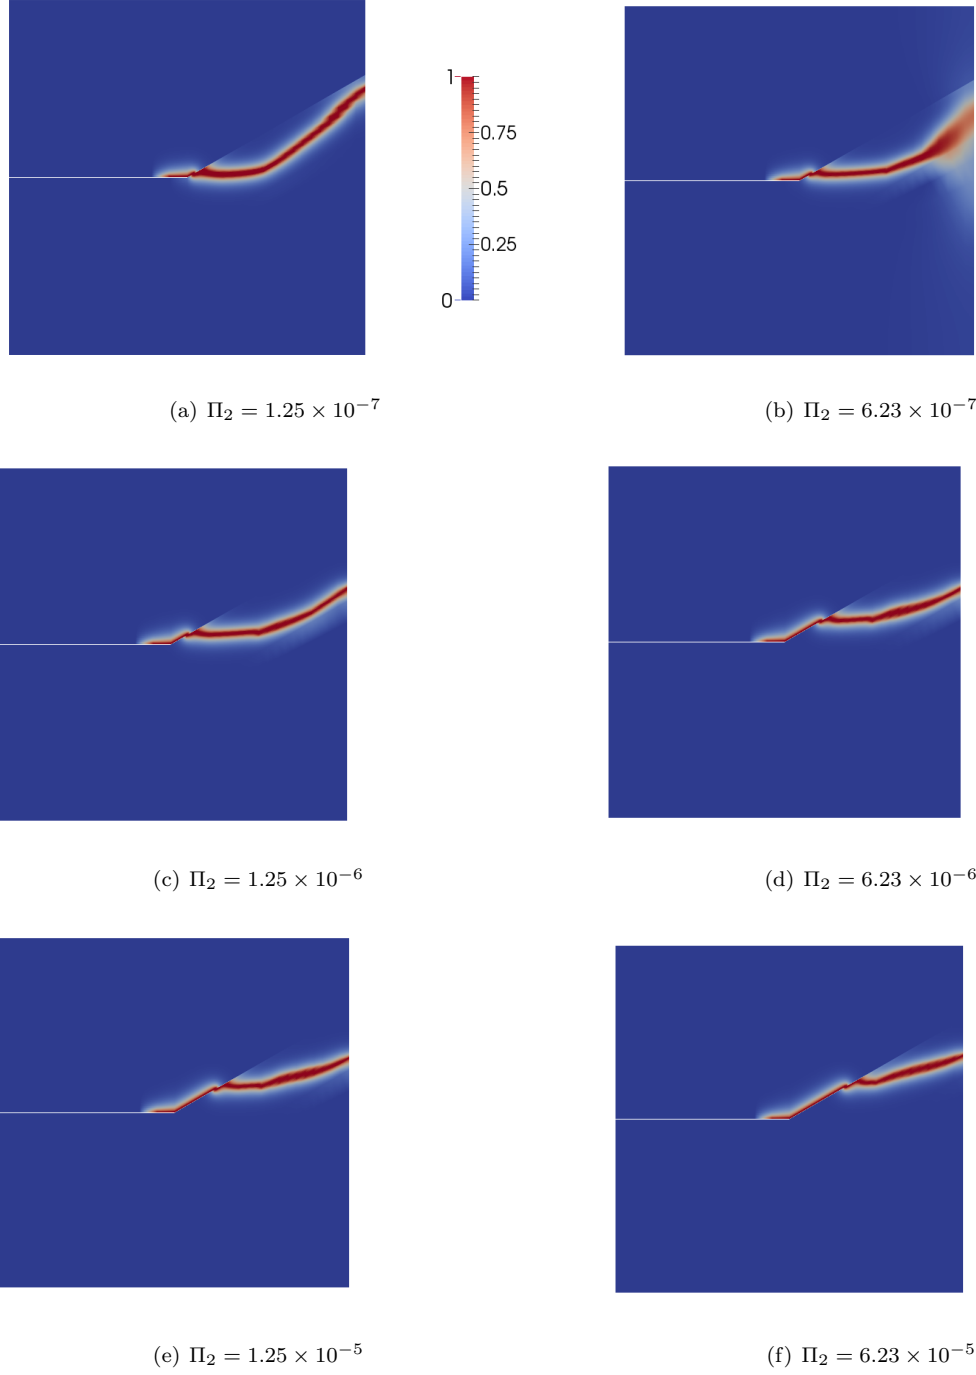 1
0.75
0.5
0.25
0
(a) Π₂ = 1.25 × 10⁻⁷
(b) Π₂ = 6.23 × 10⁻⁷
(c) Π₂ = 1.25 × 10⁻⁶
(d) Π₂ = 6.23 × 10⁻⁶
(e) Π₂ = 1.25 × 10⁻⁵
(f) Π₂ = 6.23 × 10⁻⁵